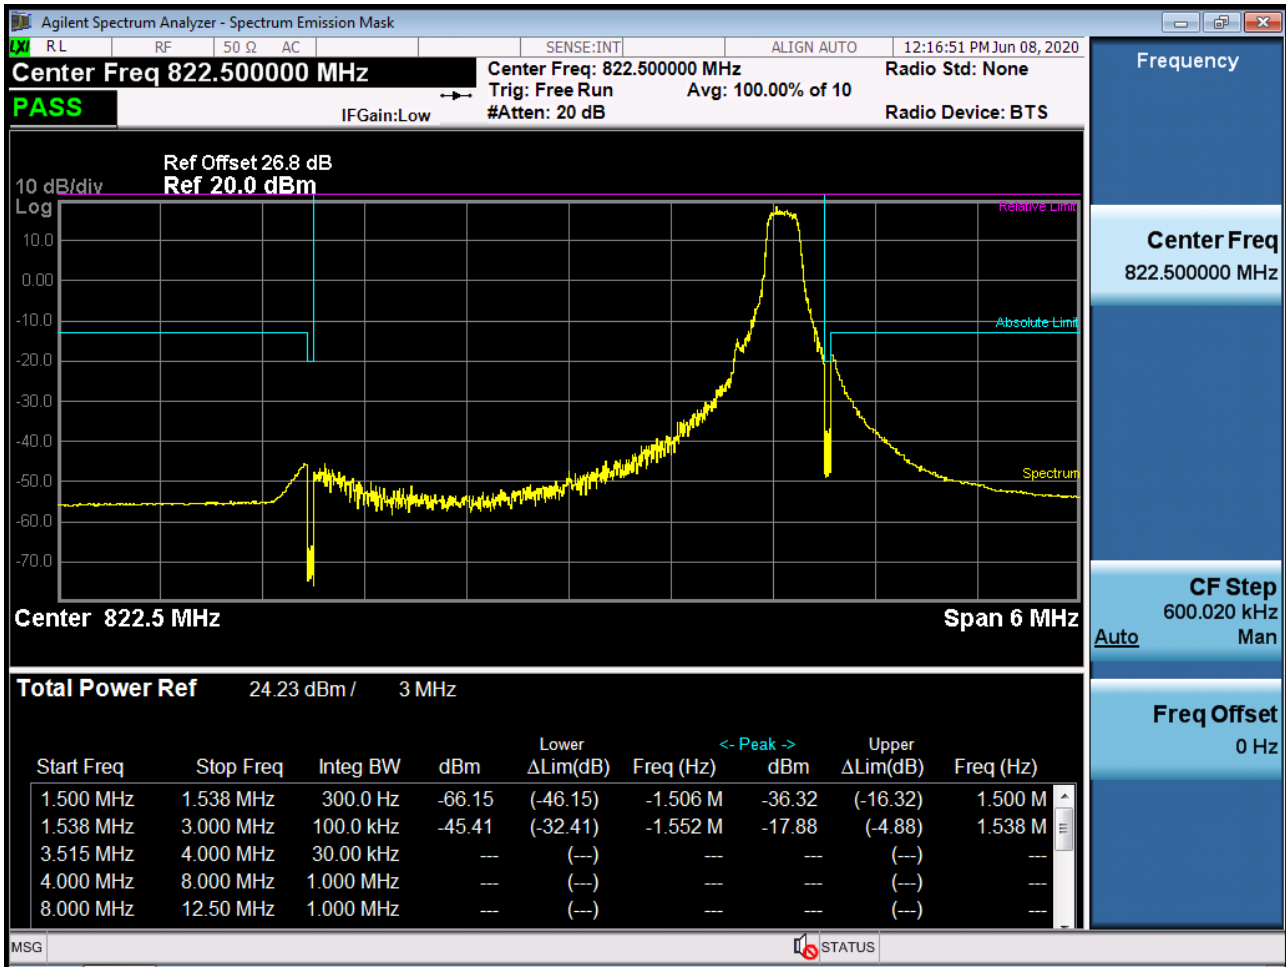 Agilent Spectrum Analyzer - Spectrum Emission Mask
LXI RL RF 50 Ω AC SENSE:INT ALIGN AUTO 12:16:51 PM Jun 08, 2020
Center Freq 822.500000 MHz
Center Freq: 822.500000 MHz
Radio Std: None
Trig: Free Run
Avg: 100.00% of 10
PASS
IFGain:Low
#Atten: 20 dB
Radio Device: BTS
Ref Offset 26.8 dB
10 dB/div Ref 20.0 dBm
Log
Relative Limit
10.0
0.00
-10.0
Absolute Limit
-20.0
-30.0
-40.0
-50.0
Spectrum
-60.0
-70.0
Center 822.5 MHz
Span 6 MHz
Total Power Ref 24.23 dBm / 3 MHz
Lower <- Peak -> Upper
Start Freq Stop Freq Integ BW dBm ΔLim(dB) Freq (Hz) dBm ΔLim(dB) Freq (Hz)
1.500 MHz 1.538 MHz 300.0 Hz -66.15 (-46.15) -1.506 M -36.32 (-16.32) 1.500 M
1.538 MHz 3.000 MHz 100.0 kHz -45.41 (-32.41) -1.552 M -17.88 (-4.88) 1.538 M
3.515 MHz 4.000 MHz 30.00 kHz --- (---) --- --- (---) ---
4.000 MHz 8.000 MHz 1.000 MHz --- (---) --- --- (---) ---
8.000 MHz 12.50 MHz 1.000 MHz --- (---) --- --- (---) ---
MSG
STATUS
Frequency
Center Freq
822.500000 MHz
CF Step
600.020 kHz
Auto Man
Freq Offset
0 Hz